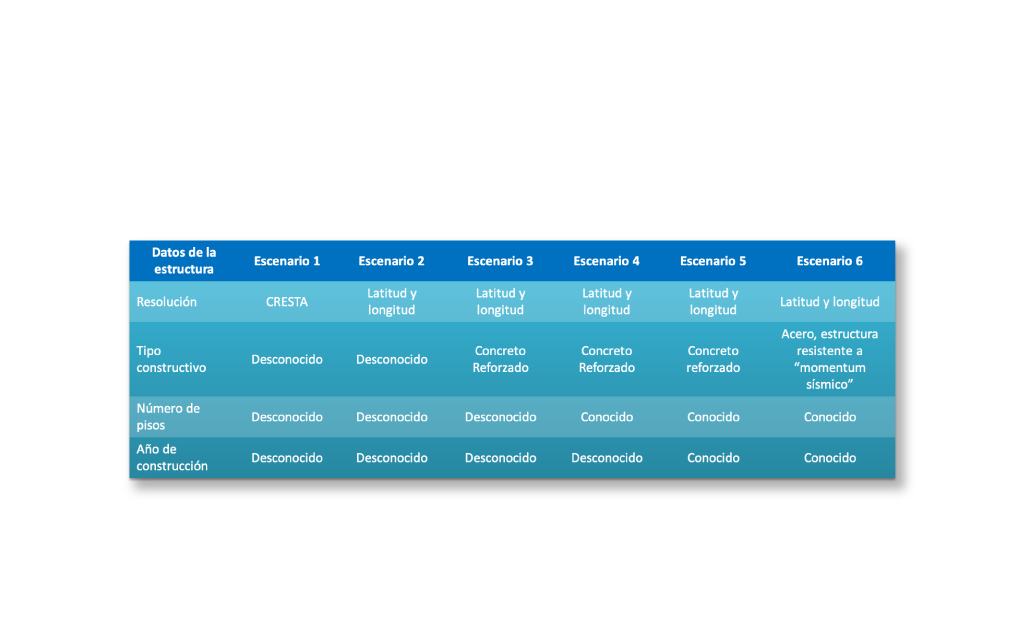 Datos de la
estructura
Escenario 1
Escenario 2
Escenario 3
Escenario 4
Escenario 5
Escenario 6
Resolución
CRESTA
Latitud y
longitud
Latitud y
longitud
Latitud y
longitud
Latitud y
longitud
Latitud y longitud
Tipo
constructivo
Desconocido
Desconocido
Concreto
Reforzado
Concreto
Reforzado
Concreto
reforzado
Acero, estructura
resistente a
“momentum
sísmico”
Número de
pisos
Desconocido
Desconocido
Desconocido
Conocido
Conocido
Conocido
Año de
construcción
Desconocido
Desconocido
Desconocido
Desconocido
Conocido
Conocido